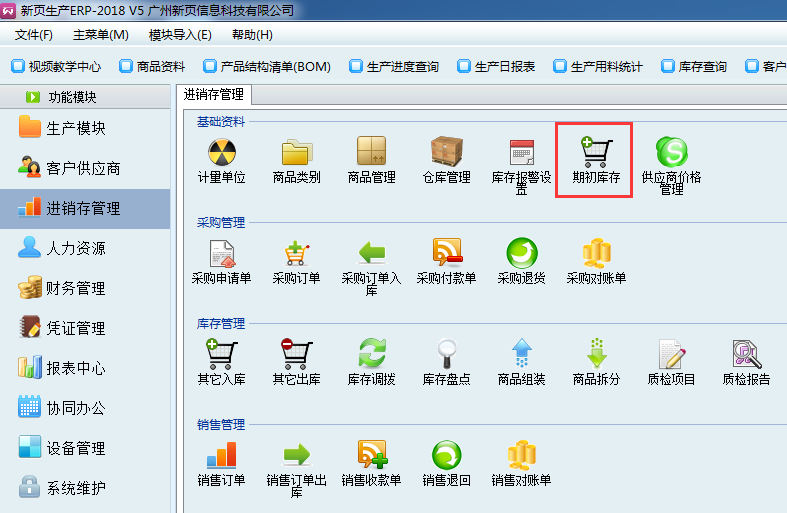 新页生产ERP-2018 V5 广州新页信息科技有限公司
文件(F) 主菜单(M) 模块导入(E) 帮助(H)
视频教学中心 商品资料 产品结构清单(BOM) 生产进度查询 生产日报表 生产用料统计 库存查询 客户
功能模块
生产模块
客户供应商
进销存管理
人力资源
财务管理
凭证管理
报表中心
协同办公
设备管理
系统维护
进销存管理
基础资料
计量单位 商品类别 商品管理 仓库管理 库存报警设 期初库存 供应商价格
置 管理
采购管理
采购申请单 采购订单 采购订单入 采购付款单 采购退货 采购对账单
库
库存管理
其它入库 其它出库 库存调拨 库存盘点 商品组装 商品拆分 质检项目 质检报告
销售管理
销售订单 销售订单出 销售收款单 销售退回 销售对账单
库